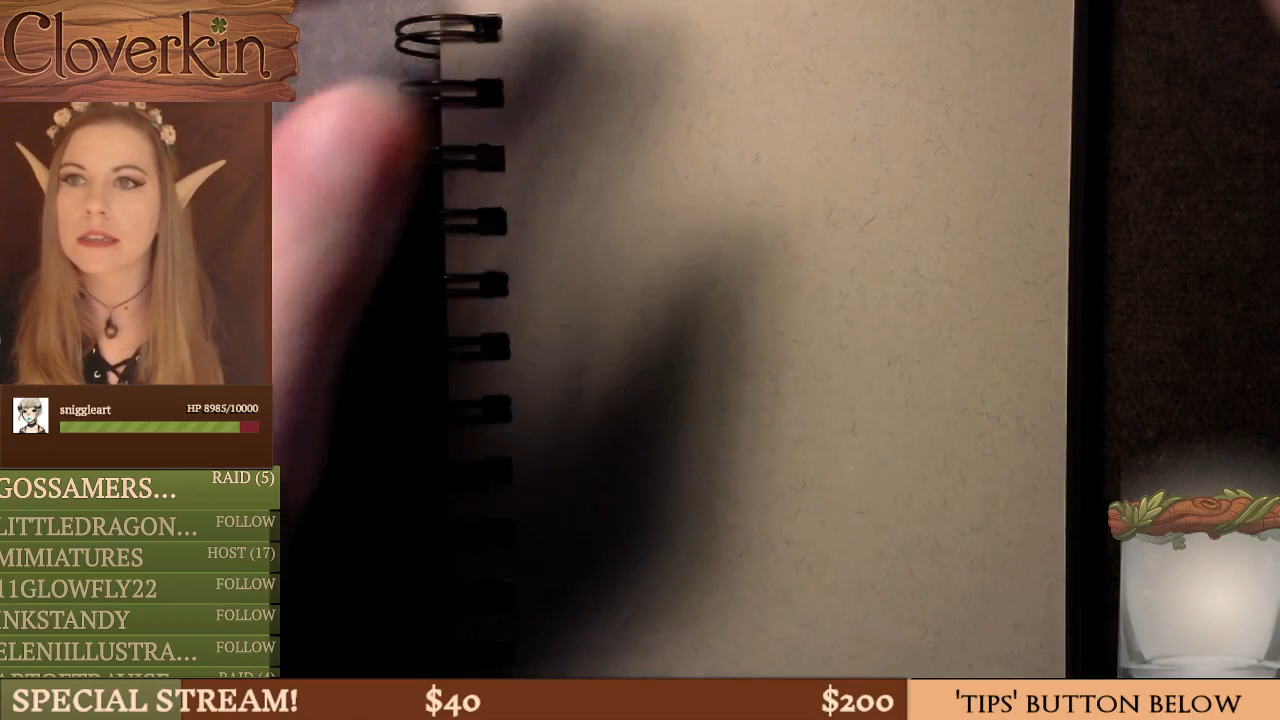 Cloverkin
sniggleart HP 8985/10000
GOSSAMERS... RAID (5)
LITTLEDRAGON... FOLLOW
MIMIATURES HOST (17)
11GLOWFLY22 FOLLOW
INKSTANDY FOLLOW
ELENIILLUSTRA... FOLLOW
SPECIAL STREAM! $40 $200 'TIPS' BUTTON BELOW